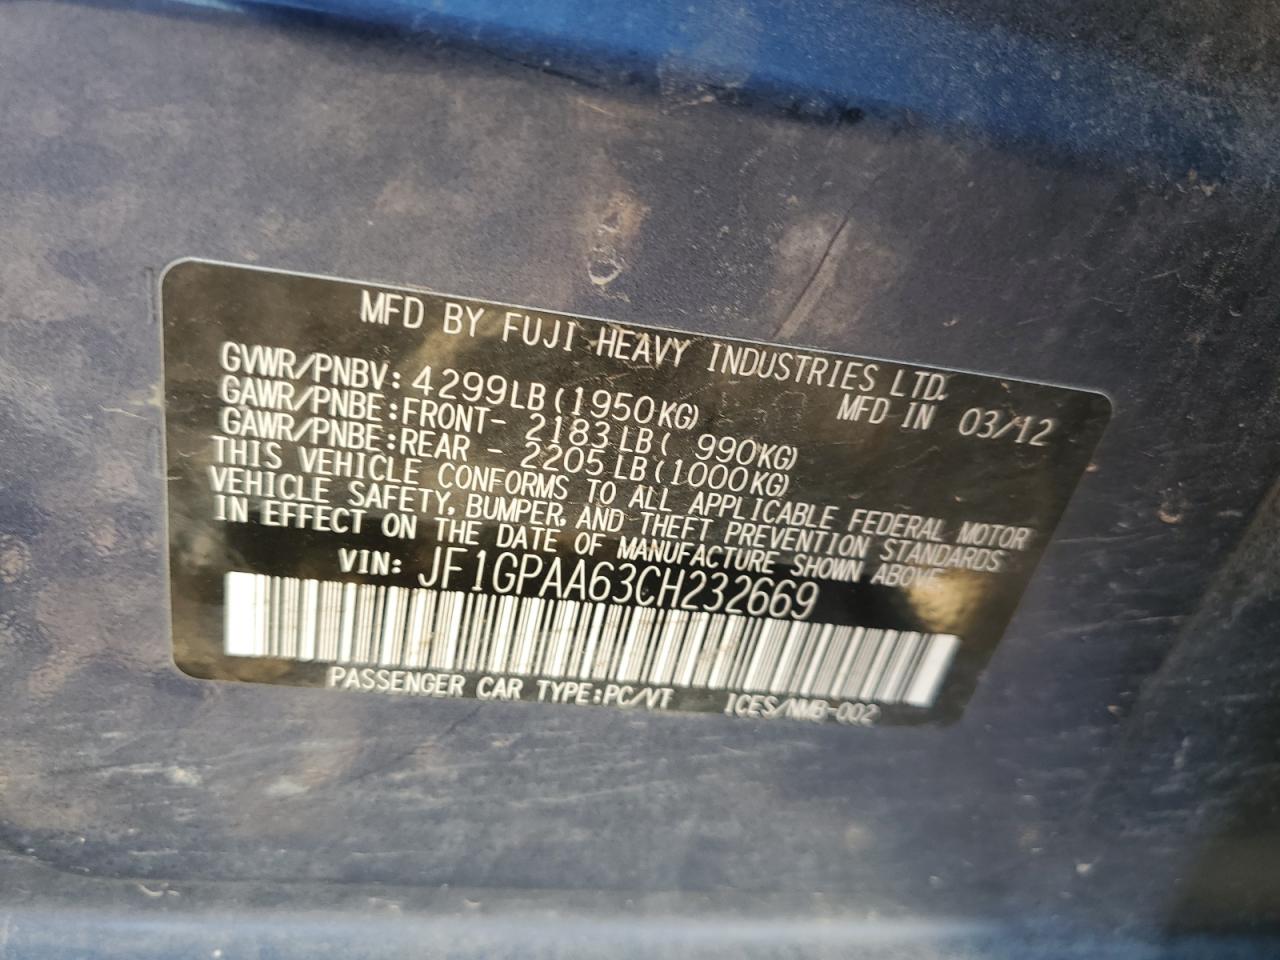 MFD BY FUJI HEAVY INDUSTRIES LTD.
GVWR/PNBV: 4299LB (1950KG) MFD IN 03/12
GAWR/PNBE:FRONT- 2183LB( 990KG)
GAWR/PNBE:REAR - 2205LB(1000KG)
THIS VEHICLE CONFORMS TO ALL APPLICABLE FEDERAL MOTOR
VEHICLE SAFETY, BUMPER, AND THEFT PREVENTION STANDARDS
IN EFFECT ON THE DATE OF MANUFACTURE SHOWN ABOVE.
VIN: JF1GPAA63CH232669
PASSENGER CAR TYPE:PC/VT ICES/NMB-002